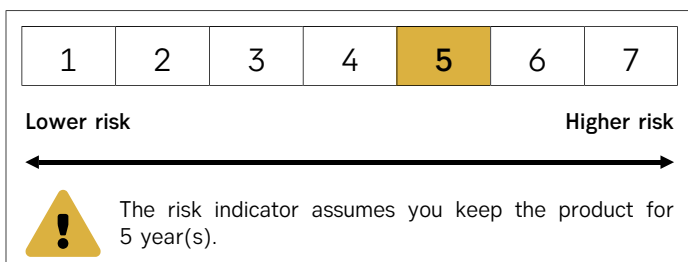 1 2 3 4 5 6 7
Lower risk Higher risk
The risk indicator assumes you keep the product for
5 year(s).